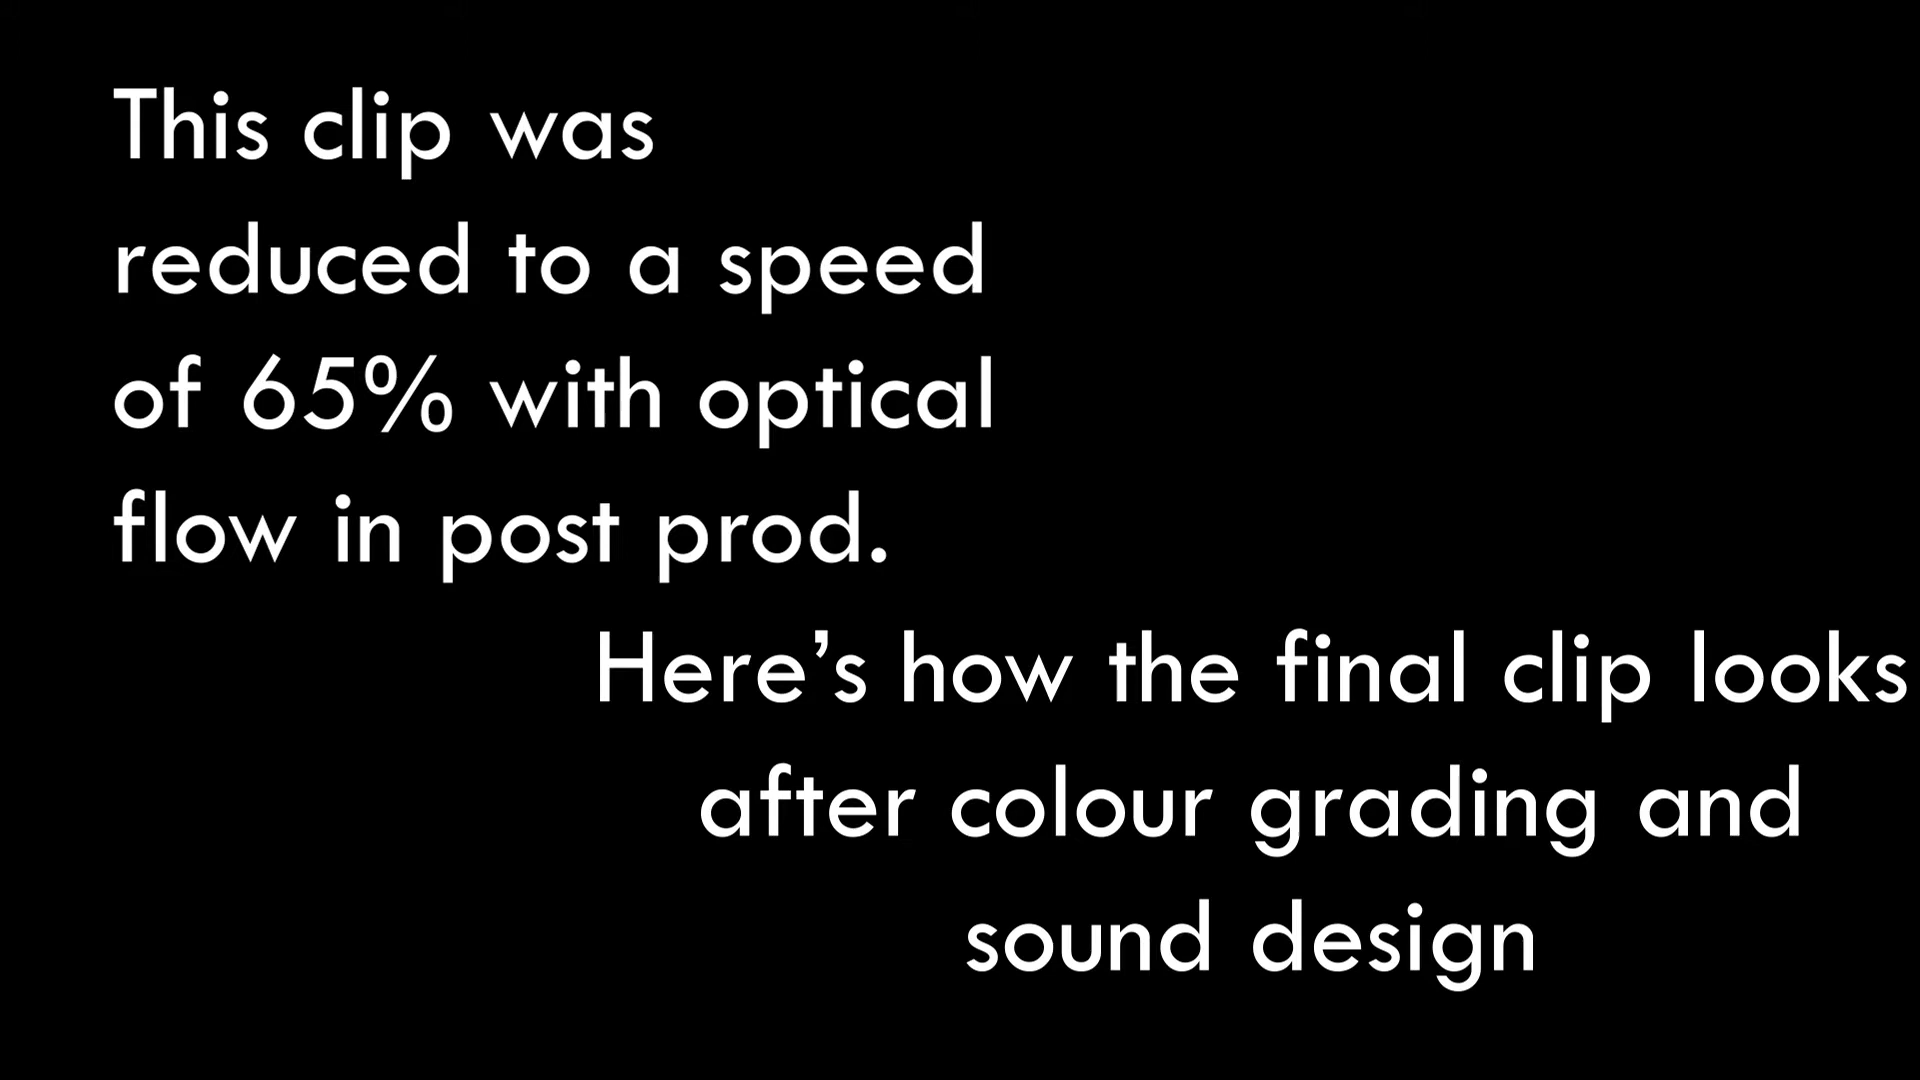 This clip was
reduced to a speed
of 65% with optical
flow in post prod.
Here’s how the final clip looks
after colour grading and
sound design